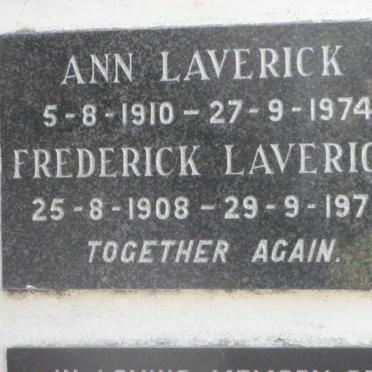 ANN LAVERICK
5-8-1910 - 27-9-1974
FREDERICK LAVERIC
25-8-1908 - 29-9-197
TOGETHER AGAIN.